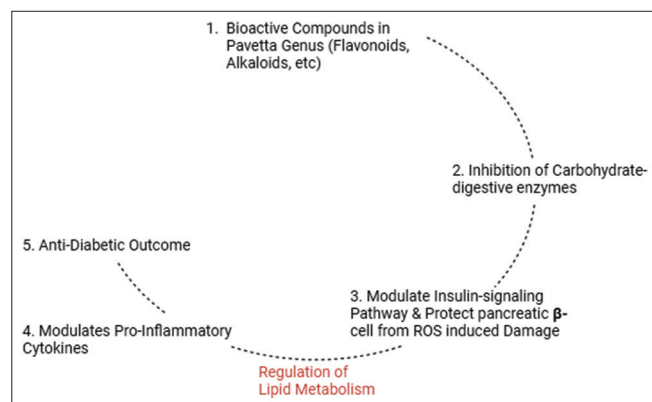 1. Bioactive Compounds in
Pavetta Genus (Flavonoids,
Alkaloids, etc)
2. Inhibition of Carbohydrate-
digestive enzymes
3. Modulate Insulin-signaling
Pathway & Protect pancreatic β-
cell from ROS induced Damage
Regulation of
Lipid Metabolism
4. Modulates Pro-Inflammatory
Cytokines
5. Anti-Diabetic Outcome